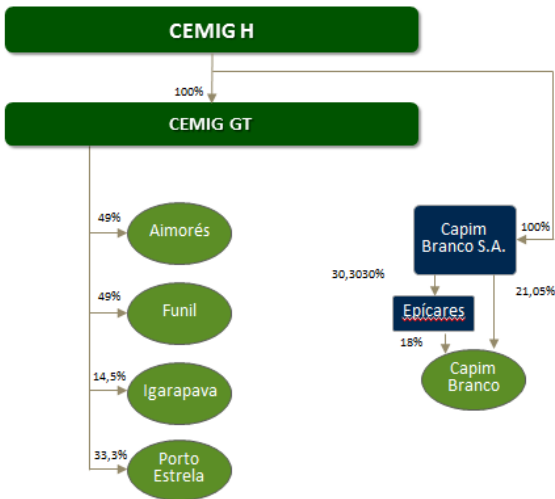 CEMIG H
100%
CEMIG GT
49%
Aimorés
49%
Funil
14,5%
Igarapava
33,3%
Porto
Estrela
Capim
Branco S.A.
100%
30,3030%
21,05%
Epícares
18%
Capim
Branco